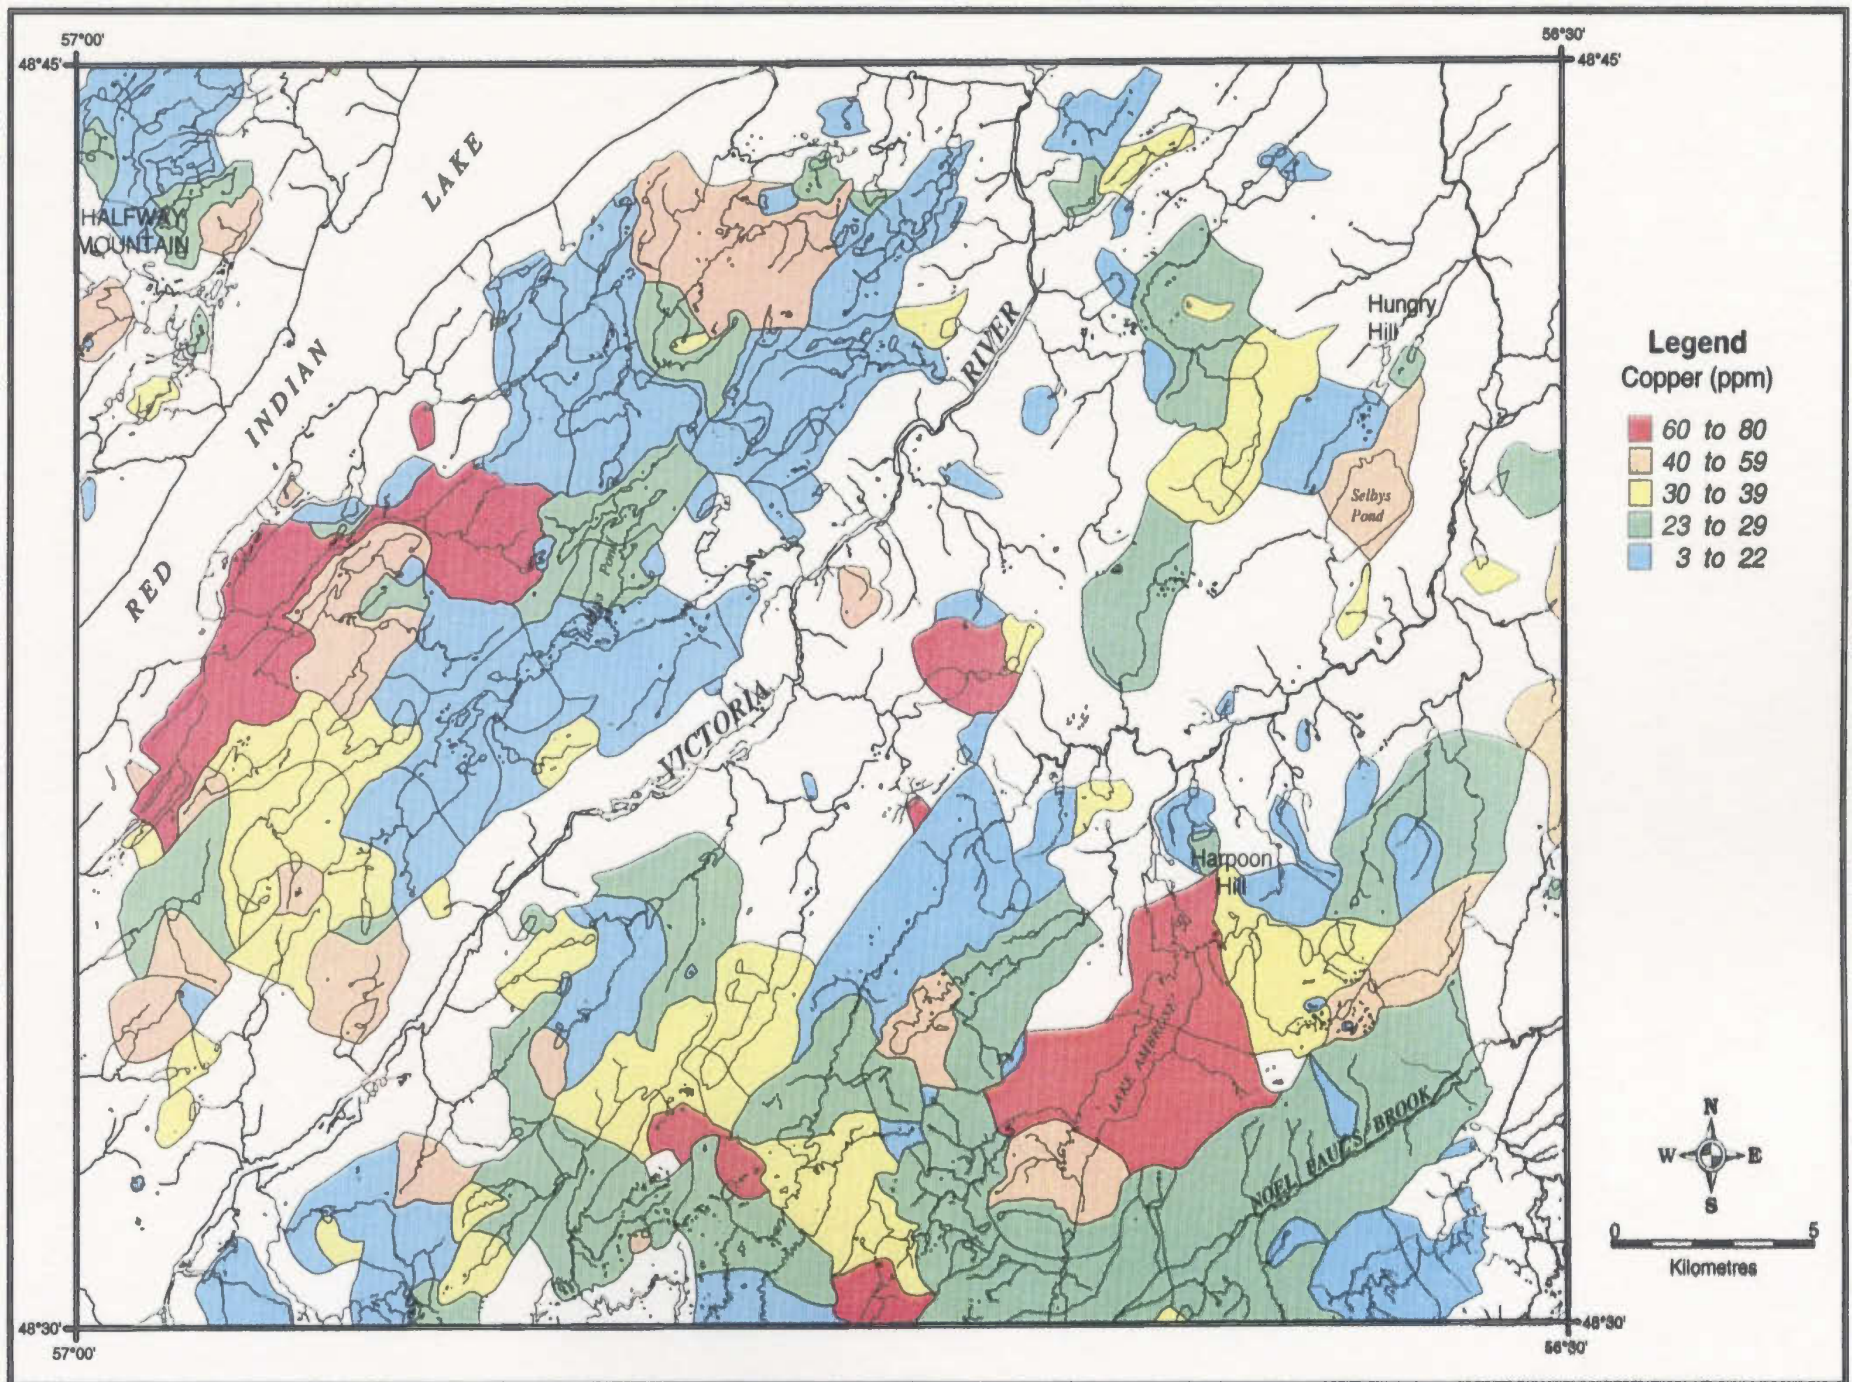 57°00'
56°30'
48°45'
48°45'
LAKE
HALFWAY
MOUNTAIN
INDIAN
RED
RIVER
Hungry
Hill
Legend
Copper (ppm)
60 to 80
40 to 59
30 to 39
23 to 29
3 to 22
Selbys
Pond
Pond
VICTORIA
Harpoon
Hill
LAKE AMBROSE
NOEL PAUL'S BROOK
N
W E
S
0 5
Kilometres
48°30'
48°30'
57°00'
56°30'